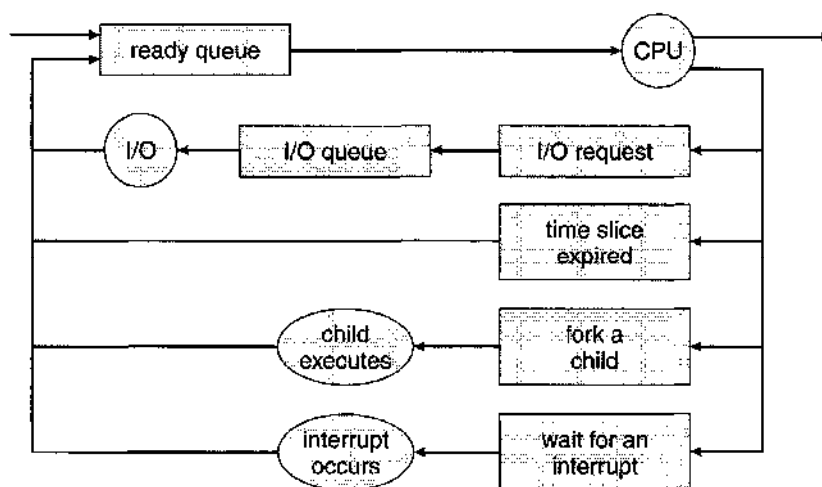 ready queue
CPU
I/O
I/O queue
I/O request
time slice
expired
child
executes
fork a
child
interrupt
occurs
wait for an
interrupt